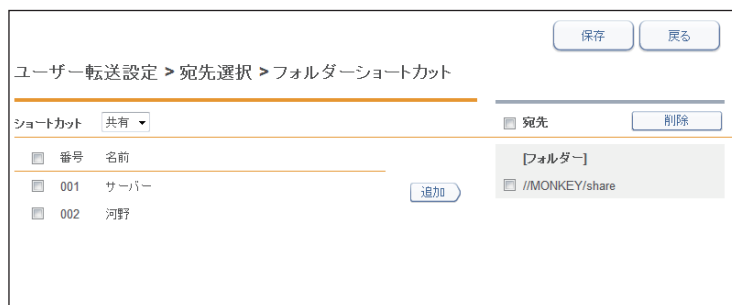 保存 戻る
ユーザー転送設定 > 宛先選択 > フォルダーショートカット
ショートカット 共有
宛先 削除
番号 名前
[フォルダー]
001 サーバー
追加
//MONKEY/share
002 河野